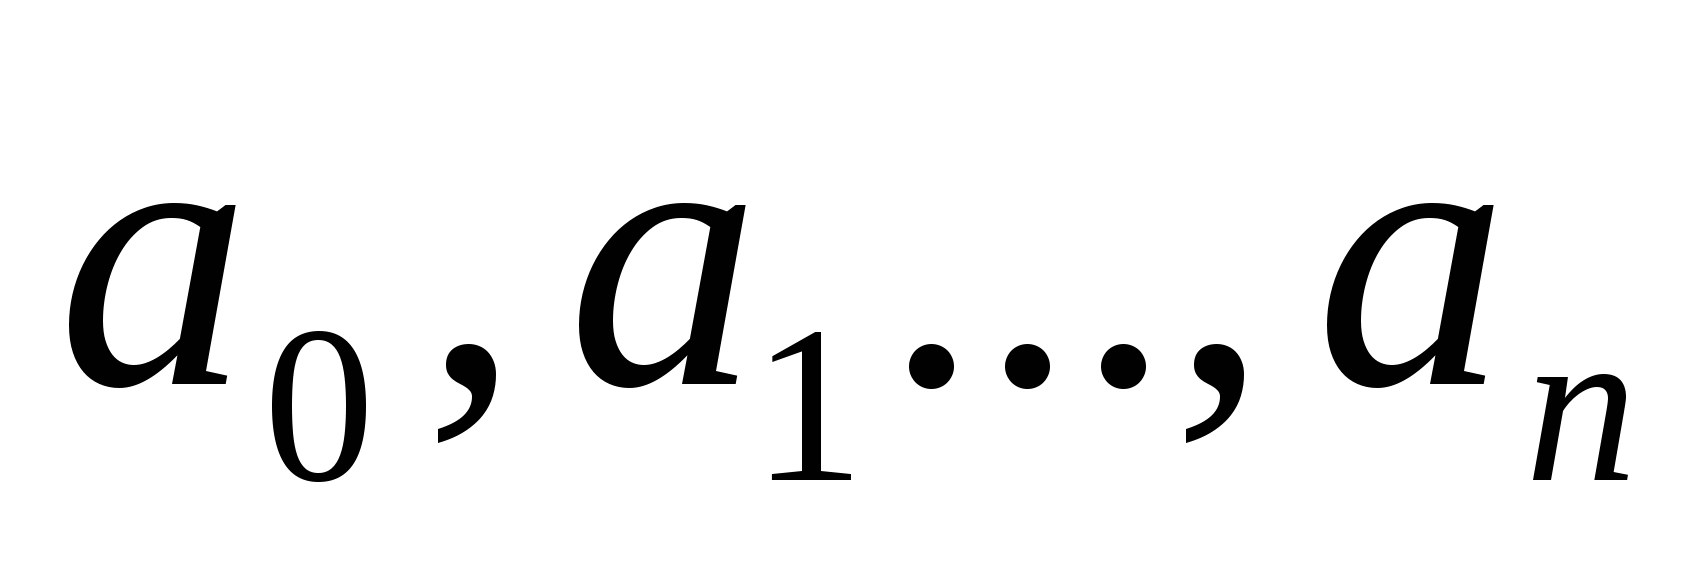 a₀, a₁..., aₙ